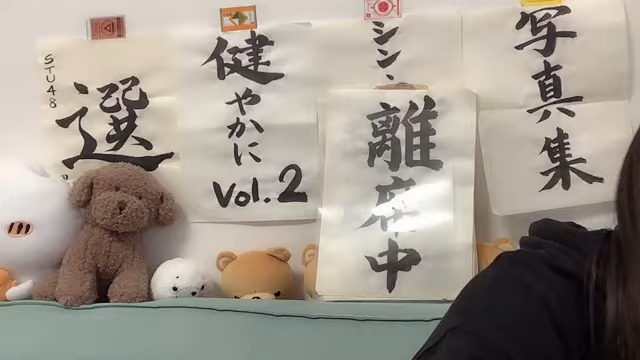 STU48
選
健やかに
Vol.2
シン、
離席中
写真集